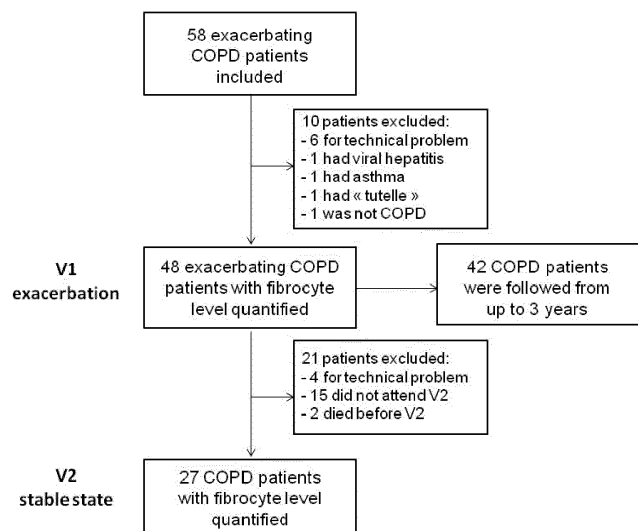 58 exacerbating
COPD patients
included
10 patients excluded:
- 6 for technical problem
- 1 had viral hepatitis
- 1 had asthma
- 1 had « tutelle »
- 1 was not COPD
V1
exacerbation
48 exacerbating COPD
patients with fibrocyte
level quantified
42 COPD patients
were followed from
up to 3 years
21 patients excluded:
- 4 for technical problem
- 15 did not attend V2
- 2 died before V2
V2
stable state
27 COPD patients
with fibrocyte level
quantified